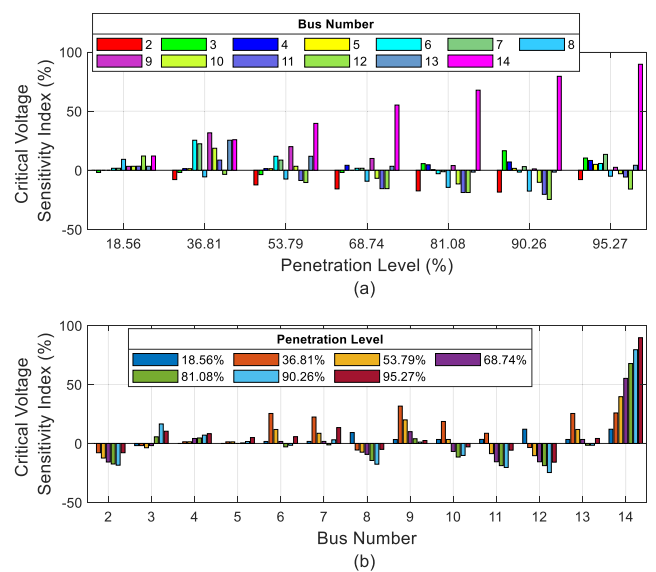 Bus Number
2 3 4 5 6 7 8
9 10 11 12 13 14
100
50
0
-50
Critical Voltage
Sensitivity Index (%)
18.56 36.81 53.79 68.74 81.08 90.26 95.27
Penetration Level (%)
(a)
Penetration Level
18.56% 36.81% 53.79% 68.74%
81.08% 90.26% 95.27%
100
50
0
-50
Critical Voltage
Sensitivity Index (%)
2 3 4 5 6 7 8 9 10 11 12 13 14
Bus Number
(b)